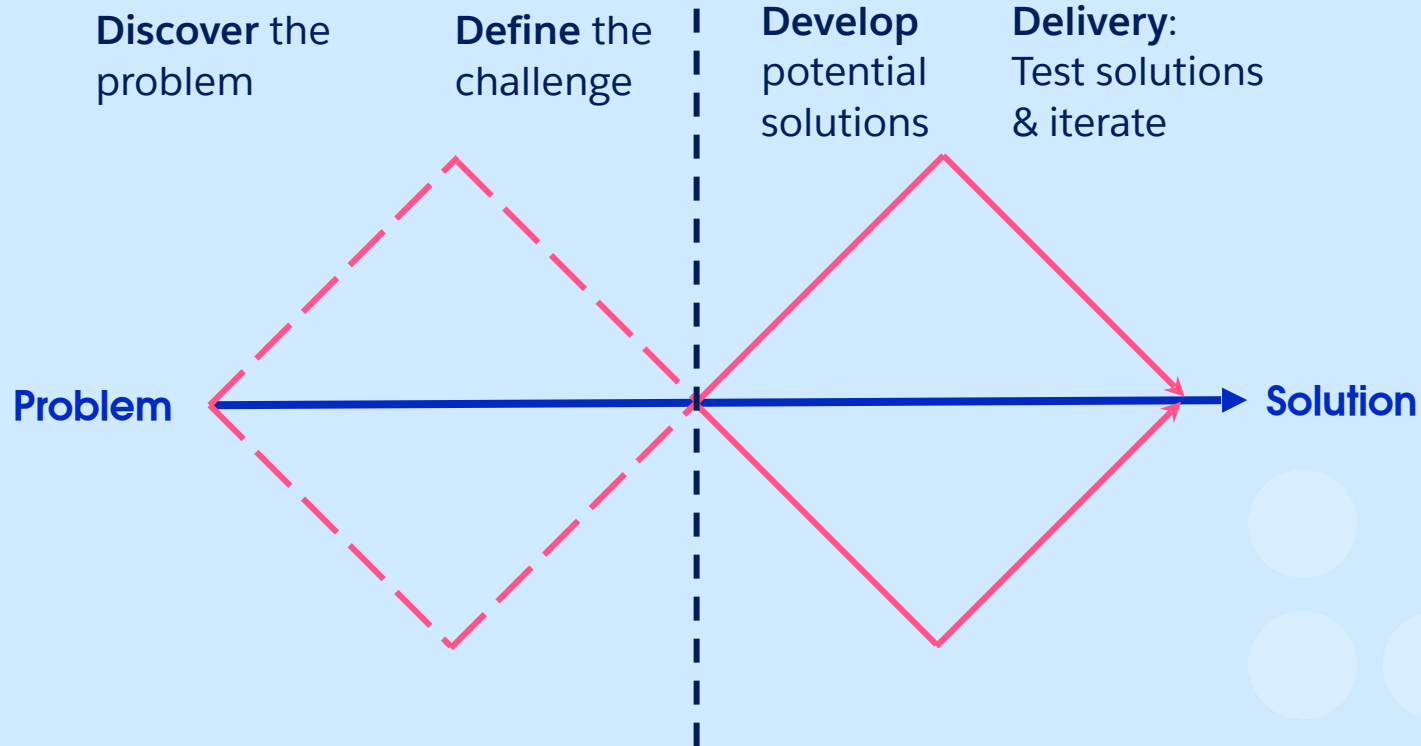 Discover the
problem
Define the
challenge
Develop
potential
solutions
Delivery:
Test solutions
& iterate
Problem
Solution